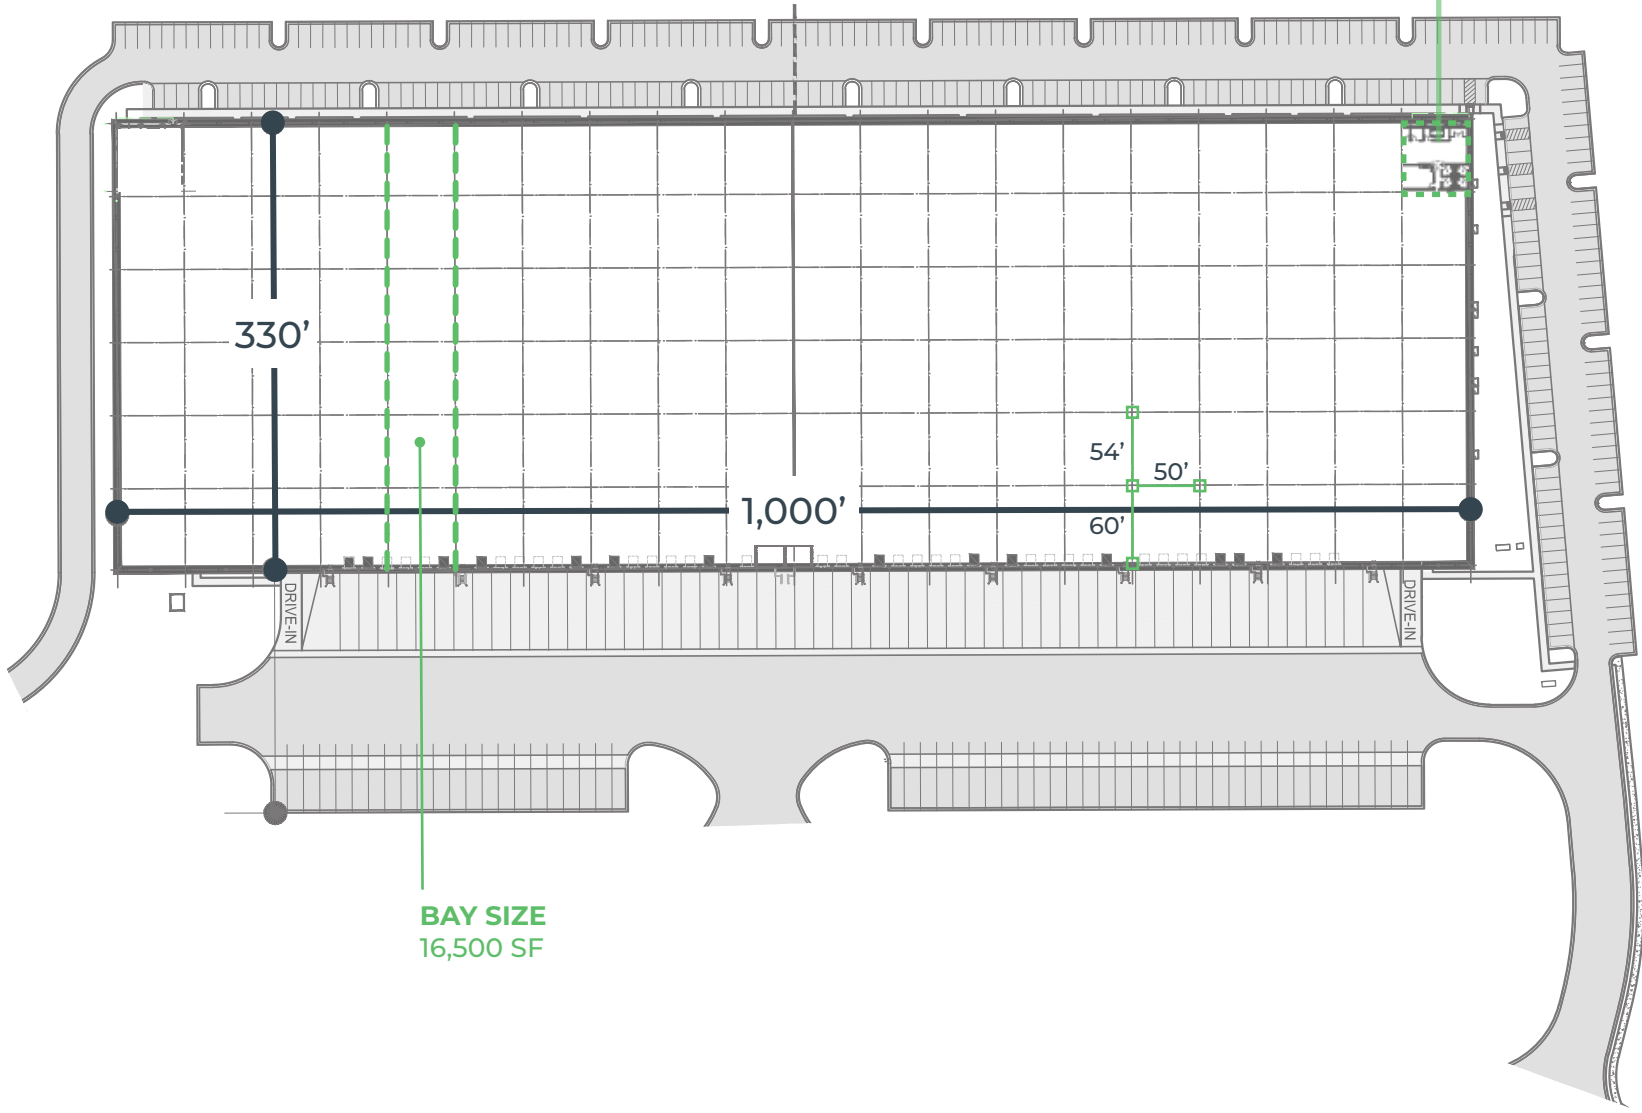 330’
54’
50’
1,000’
60’
DRIVE-IN
DRIVE-IN
BAY SIZE
16,500 SF